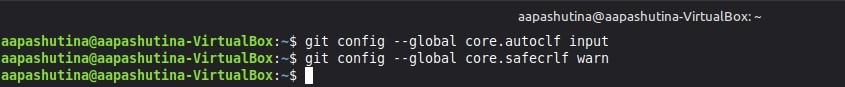 aapashutina@aapashutina-VirtualBox: ~
aapashutina@aapashutina-VirtualBox:~$ git config --global core.autoclf input
aapashutina@aapashutina-VirtualBox:~$ git config --global core.safecrlf warn
aapashutina@aapashutina-VirtualBox:~$